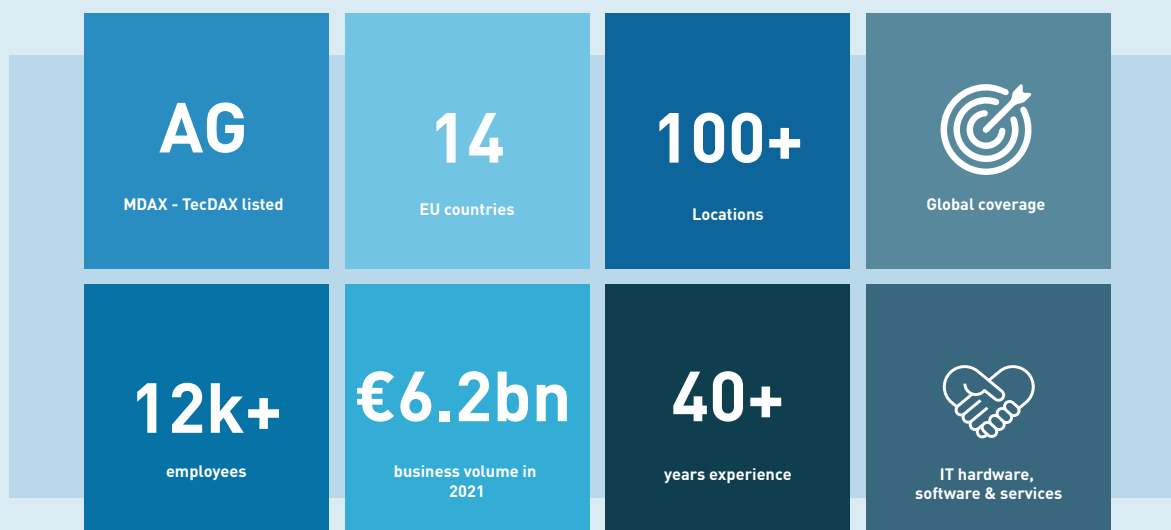 AG
MDAX - TecDAX listed
14
EU countries
100+
Locations
Global coverage
12k+
employees
€6.2bn
business volume in
2021
40+
years experience
IT hardware,
software & services